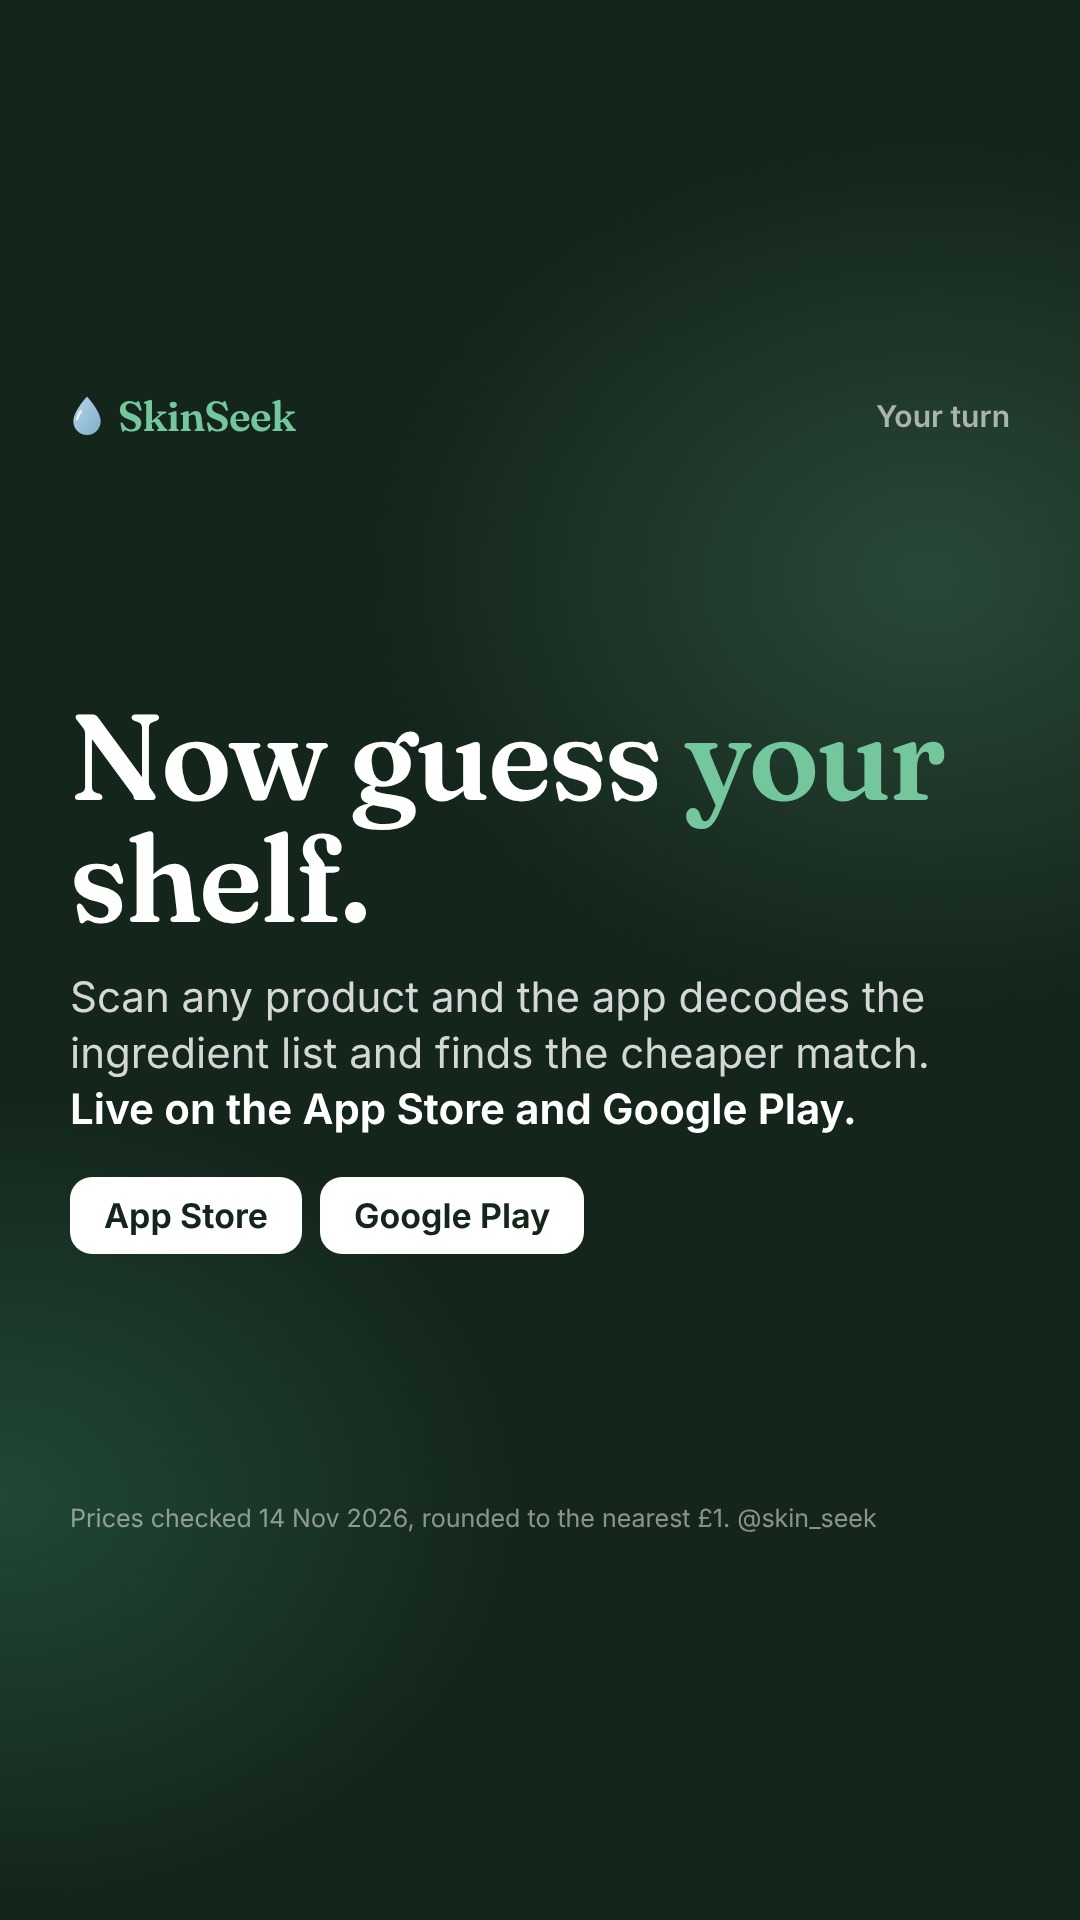 SkinSeek
Your turn
Now guess your
shelf.
Scan any product and the app decodes the
ingredient list and finds the cheaper match.
Live on the App Store and Google Play.
App Store
Google Play
Prices checked 14 Nov 2026, rounded to the nearest £1. @skin_seek